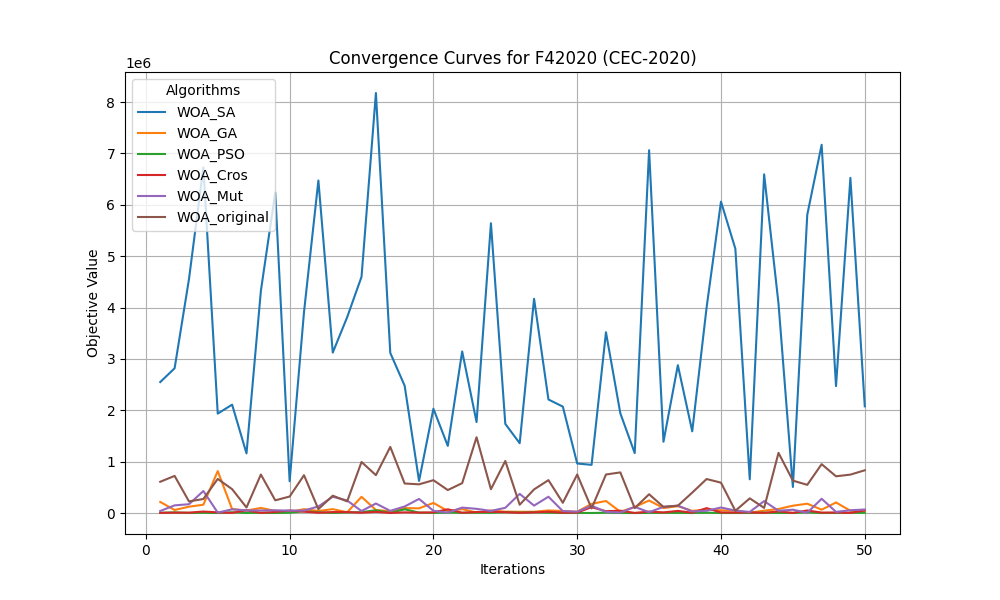 Convergence Curves for F42020 (CEC-2020)
1e6
Algorithms
WOA_SA
WOA_GA
WOA_PSO
WOA_Cros
WOA_Mut
WOA_original
Objective Value
8
7
6
5
4
3
2
1
0
0 10 20 30 40 50
Iterations